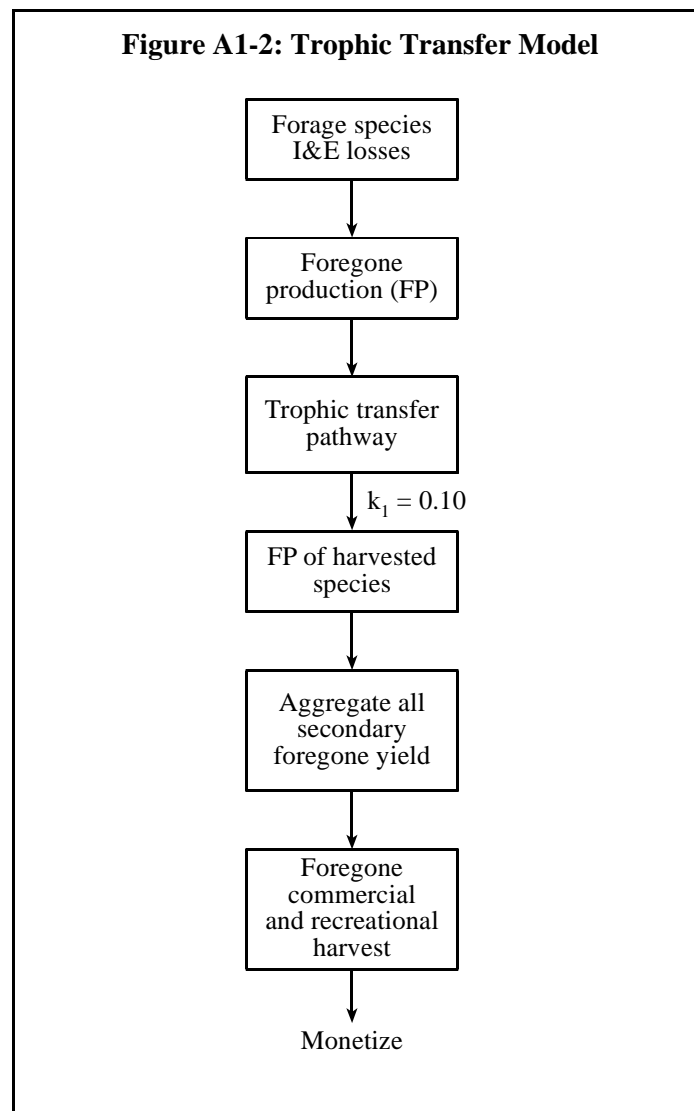 Figure A1-2: Trophic Transfer Model
Forage species
I&E losses
Foregone
production (FP)
Trophic transfer
pathway
k₁ = 0.10
FP of harvested
species
Aggregate all
secondary
foregone yield
Foregone
commercial
and recreational
harvest
Monetize